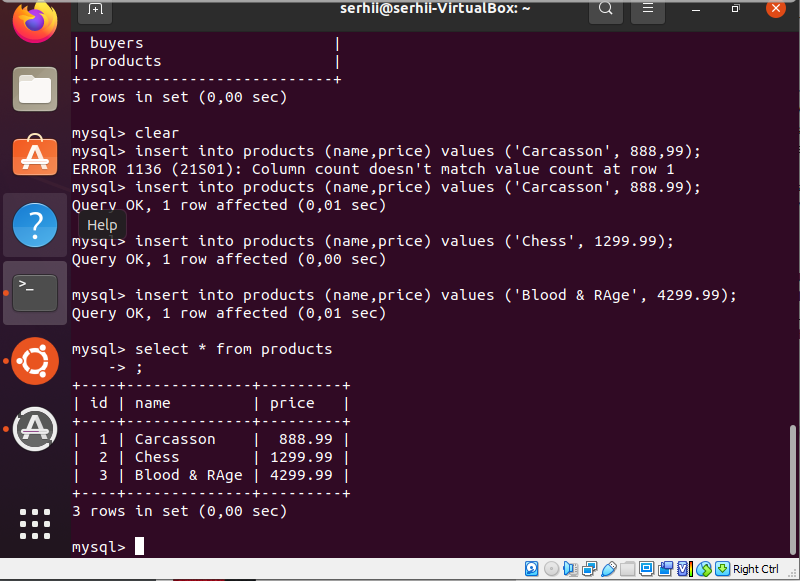 serhii@serhii-VirtualBox: ~
| buyers                     |
| products                   |
+----------------------------+
3 rows in set (0,00 sec)
mysql> clear
mysql> insert into products (name,price) values ('Carcasson', 888,99);
ERROR 1136 (21S01): Column count doesn't match value count at row 1
mysql> insert into products (name,price) values ('Carcasson', 888.99);
Query OK, 1 row affected (0,01 sec)
Help
mysql> insert into products (name,price) values ('Chess', 1299.99);
Query OK, 1 row affected (0,00 sec)
mysql> insert into products (name,price) values ('Blood & RAge', 4299.99);
Query OK, 1 row affected (0,01 sec)
mysql> select * from products
    -> ;
+----+--------------+---------+
| id | name         | price   |
+----+--------------+---------+
|  1 | Carcasson    |  888.99 |
|  2 | Chess        | 1299.99 |
|  3 | Blood & RAge | 4299.99 |
+----+--------------+---------+
3 rows in set (0,00 sec)
mysql>
Right Ctrl